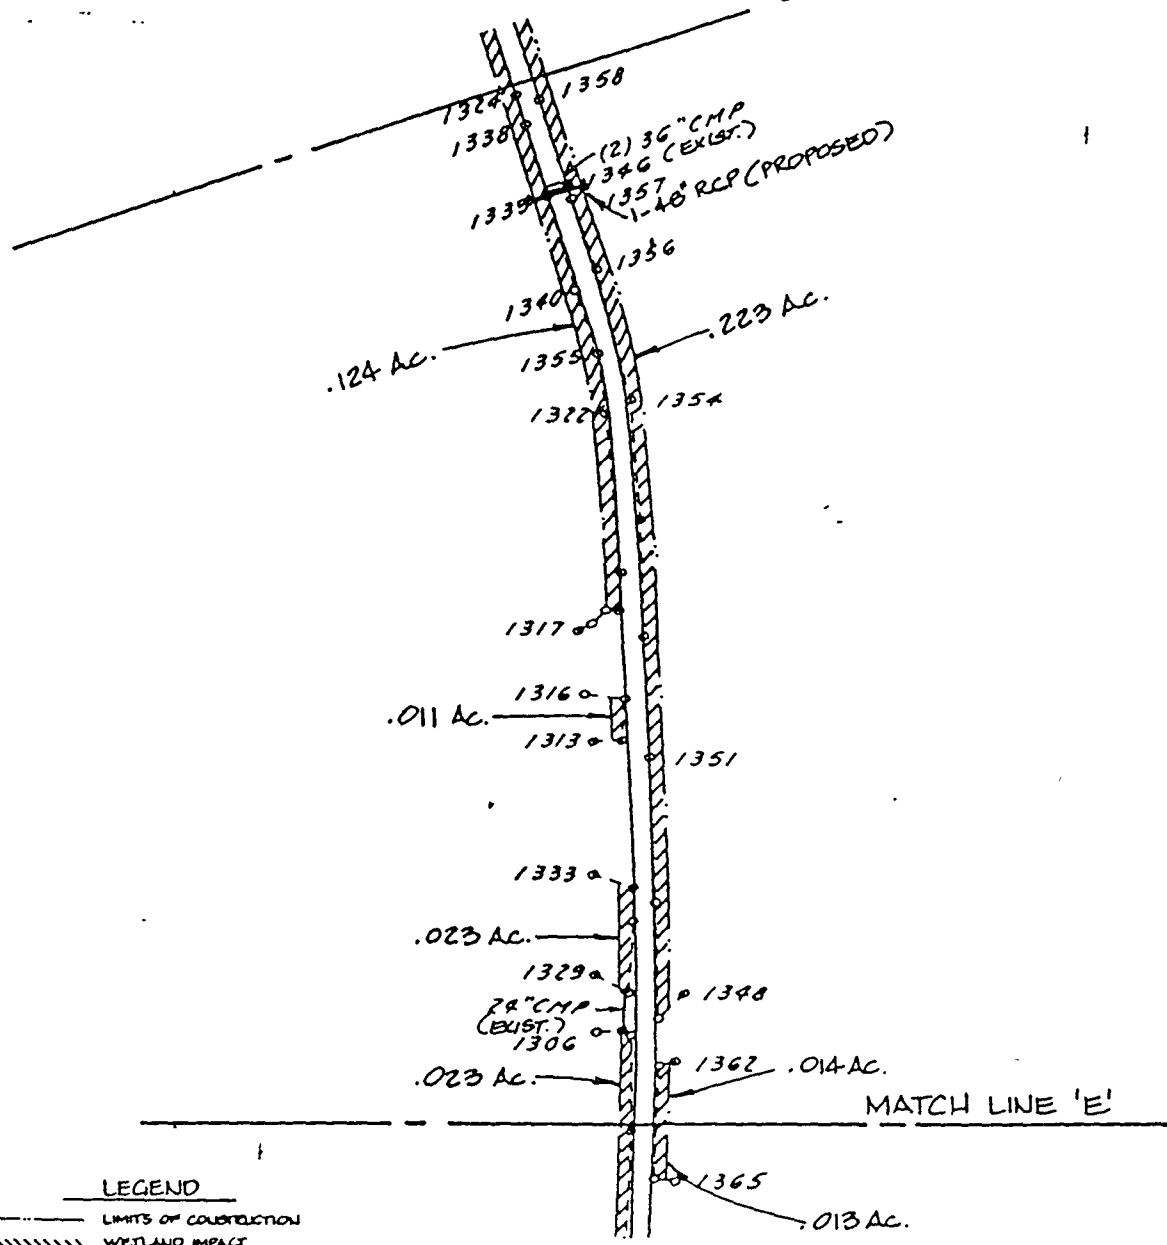 1324
1358
1338
(2) 36" CMP
(EXIST.)
1346
1339
1357
1-48" RCP (PROPOSED)
1356
1340
.223 Ac.
.124 Ac.
1355
1354
1322
1317
1316
.011 Ac.
1313
1351
1333
.023 Ac.
1329
1348
24" CMP
(EXIST.)
1306
1362
.014 Ac.
.023 Ac.
MATCH LINE 'E'
1365
.013 Ac.
LEGEND
LIMITS OF CONSTRUCTION
WETLAND IMPACT